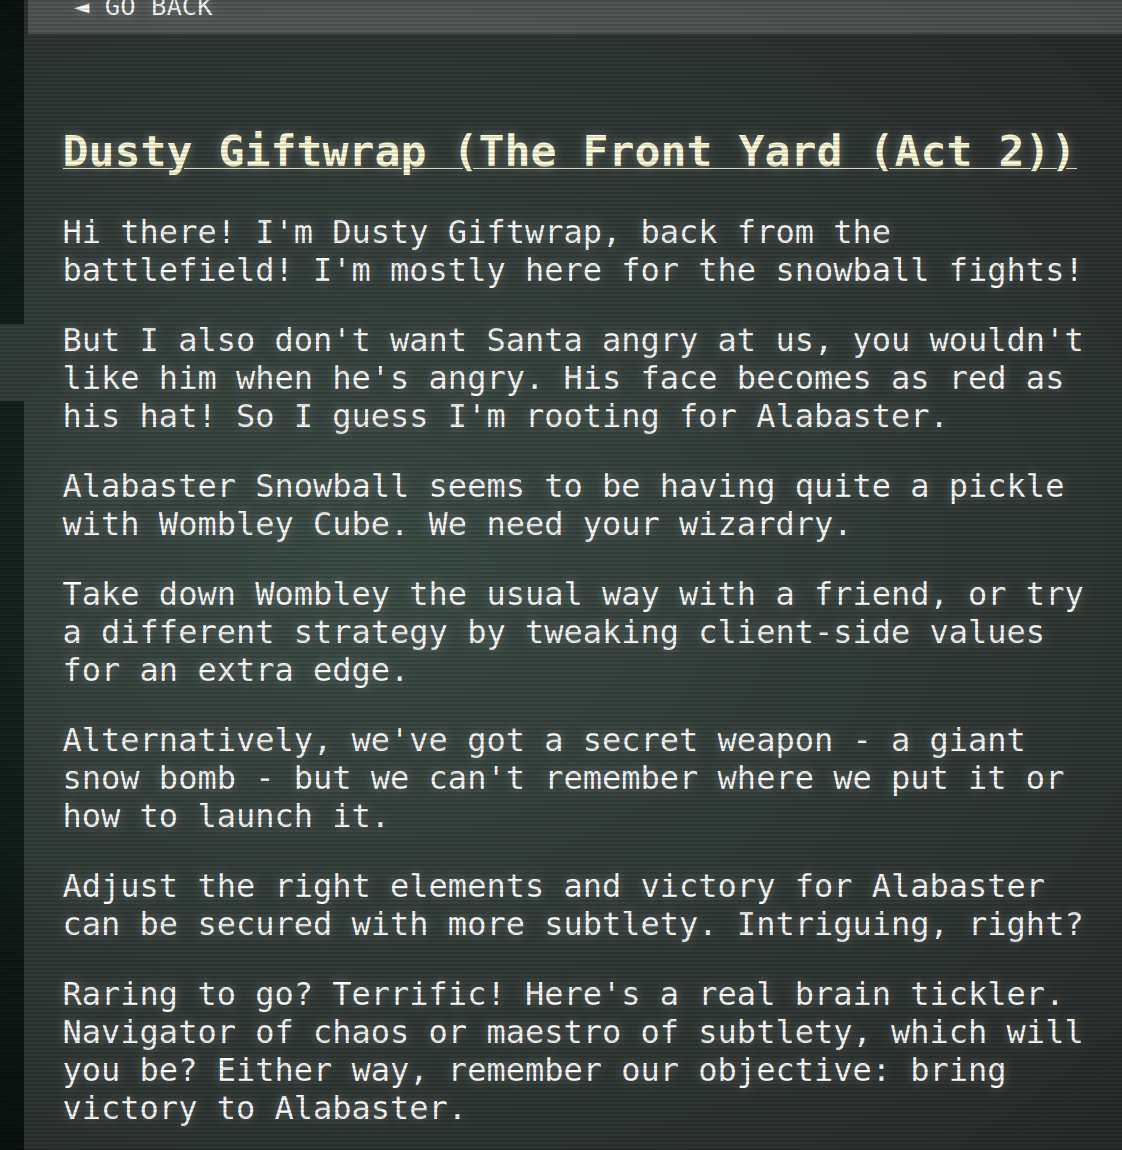 ◄ GO BACK
Dusty Giftwrap (The Front Yard (Act 2))
Hi there! I'm Dusty Giftwrap, back from the
battlefield! I'm mostly here for the snowball fights!
But I also don't want Santa angry at us, you wouldn't
like him when he's angry. His face becomes as red as
his hat! So I guess I'm rooting for Alabaster.
Alabaster Snowball seems to be having quite a pickle
with Wombley Cube. We need your wizardry.
Take down Wombley the usual way with a friend, or try
a different strategy by tweaking client-side values
for an extra edge.
Alternatively, we've got a secret weapon - a giant
snow bomb - but we can't remember where we put it or
how to launch it.
Adjust the right elements and victory for Alabaster
can be secured with more subtlety. Intriguing, right?
Raring to go? Terrific! Here's a real brain tickler.
Navigator of chaos or maestro of subtlety, which will
you be? Either way, remember our objective: bring
victory to Alabaster.